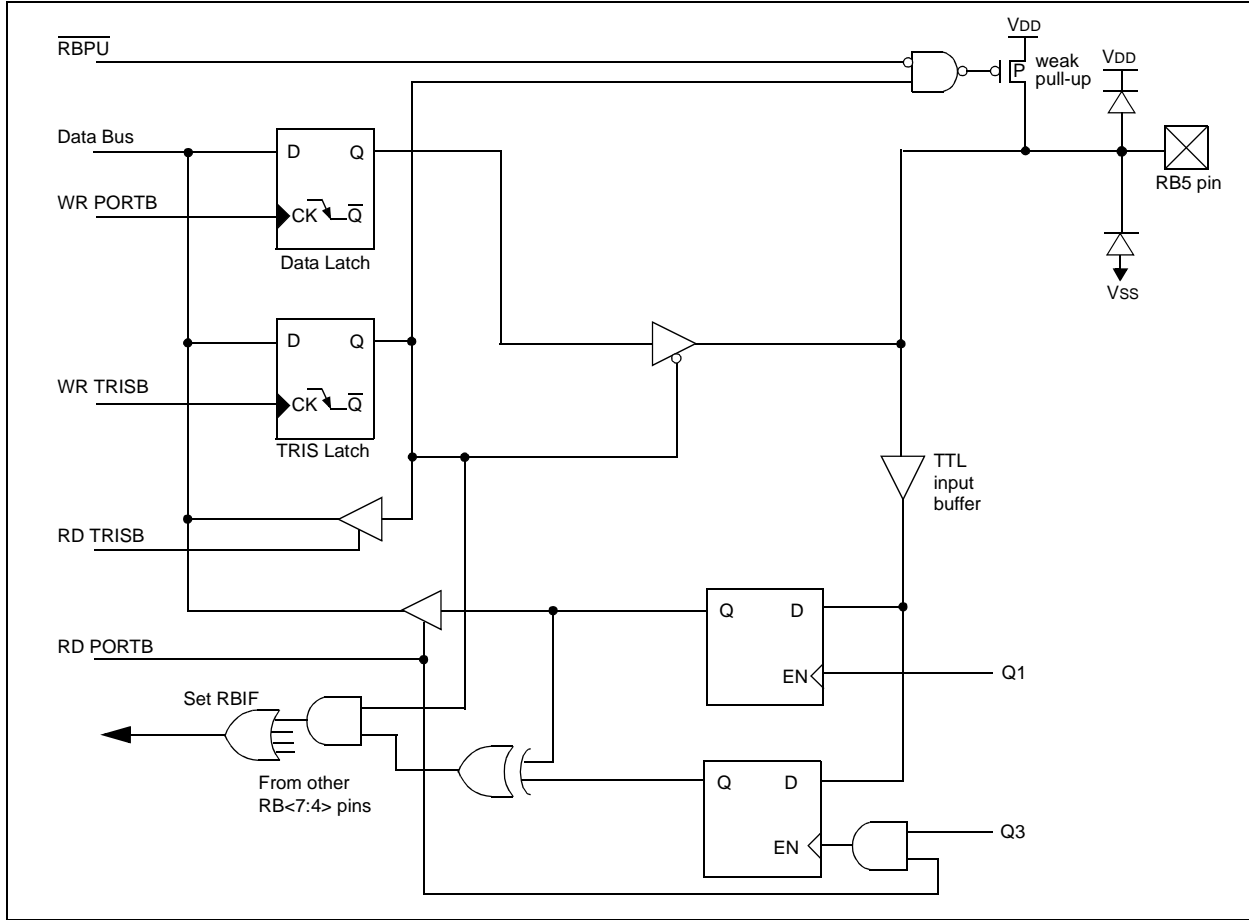 VDD
RBPU
weak
pull-up
P
VDD
Data Bus
D
Q
RB5 pin
WR PORTB
CK
Q
Data Latch
VSS
D
Q
WR TRISB
CK
Q
TRIS Latch
TTL
input
buffer
RD TRISB
Q
D
RD PORTB
EN
Q1
Set RBIF
From other
RB<7:4> pins
Q
D
EN
Q3